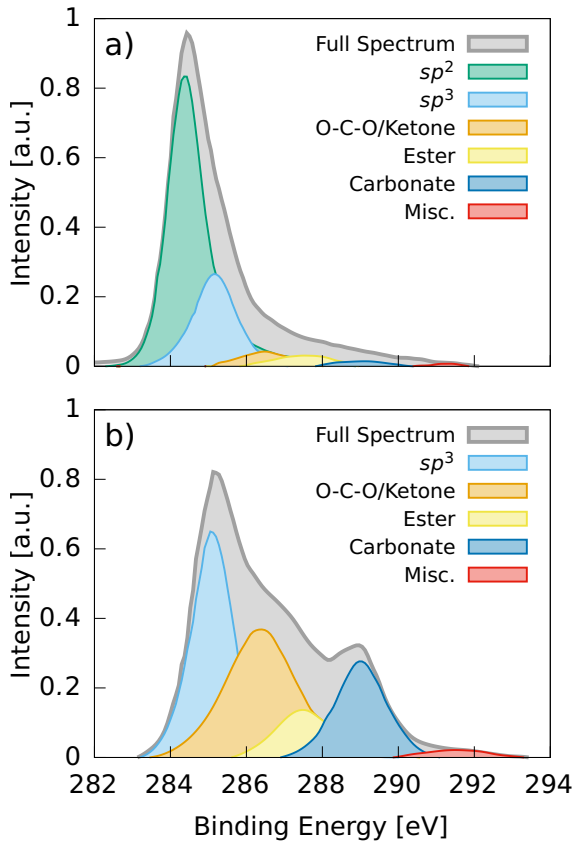 a)
Full Spectrum
sp²
sp³
O-C-O/Ketone
Ester
Carbonate
Misc.
Intensity [a.u.]
1
0.8
0.6
0.4
0.2
0
b)
Full Spectrum
sp³
O-C-O/Ketone
Ester
Carbonate
Misc.
Intensity [a.u.]
1
0.8
0.6
0.4
0.2
0
282 284 286 288 290 292 294
Binding Energy [eV]